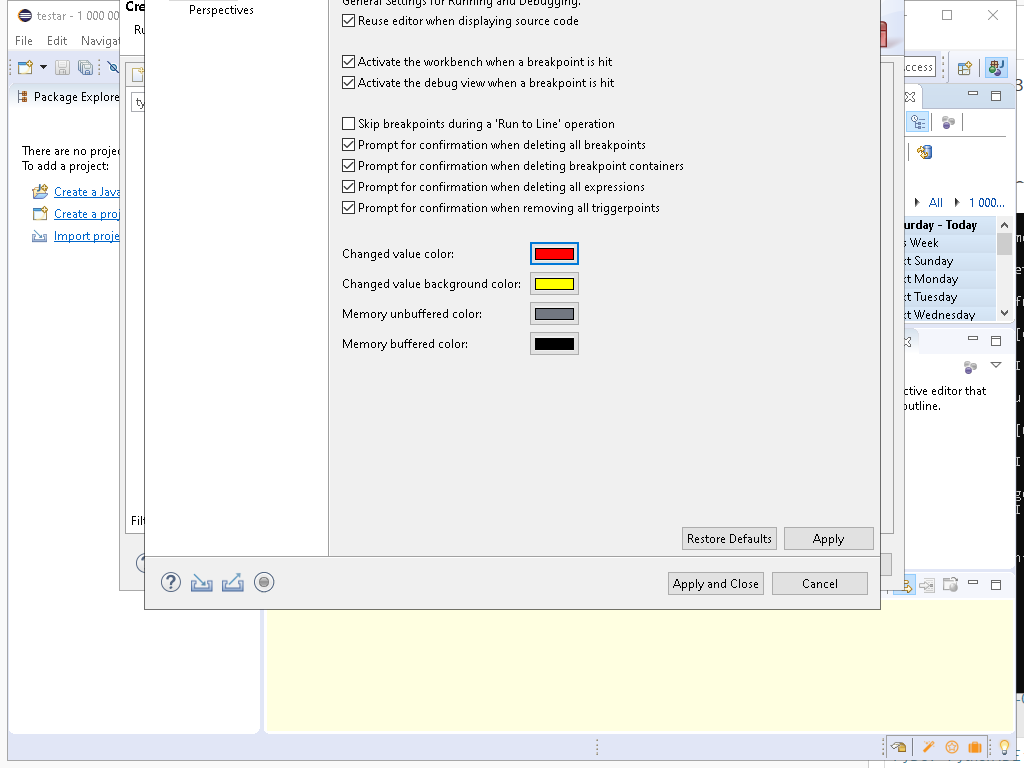 testar - 1 000 00
File Edit Navigat
Package Explore
There are no projec
To add a project:
Create a Java
Create a proj
Import proje
Cre
Ru
ty
Filt
Perspectives
General Settings for Running and Debugging.
Reuse editor when displaying source code
Activate the workbench when a breakpoint is hit
Activate the debug view when a breakpoint is hit
Skip breakpoints during a 'Run to Line' operation
Prompt for confirmation when deleting all breakpoints
Prompt for confirmation when deleting breakpoint containers
Prompt for confirmation when deleting all expressions
Prompt for confirmation when removing all triggerpoints
Changed value color:
Changed value background color:
Memory unbuffered color:
Memory buffered color:
Restore Defaults Apply
Apply and Close Cancel
ccess
All 1 000...
urday - Today
s Week
xt Sunday
xt Monday
xt Tuesday
xt Wednesday
ctive editor that
outline.